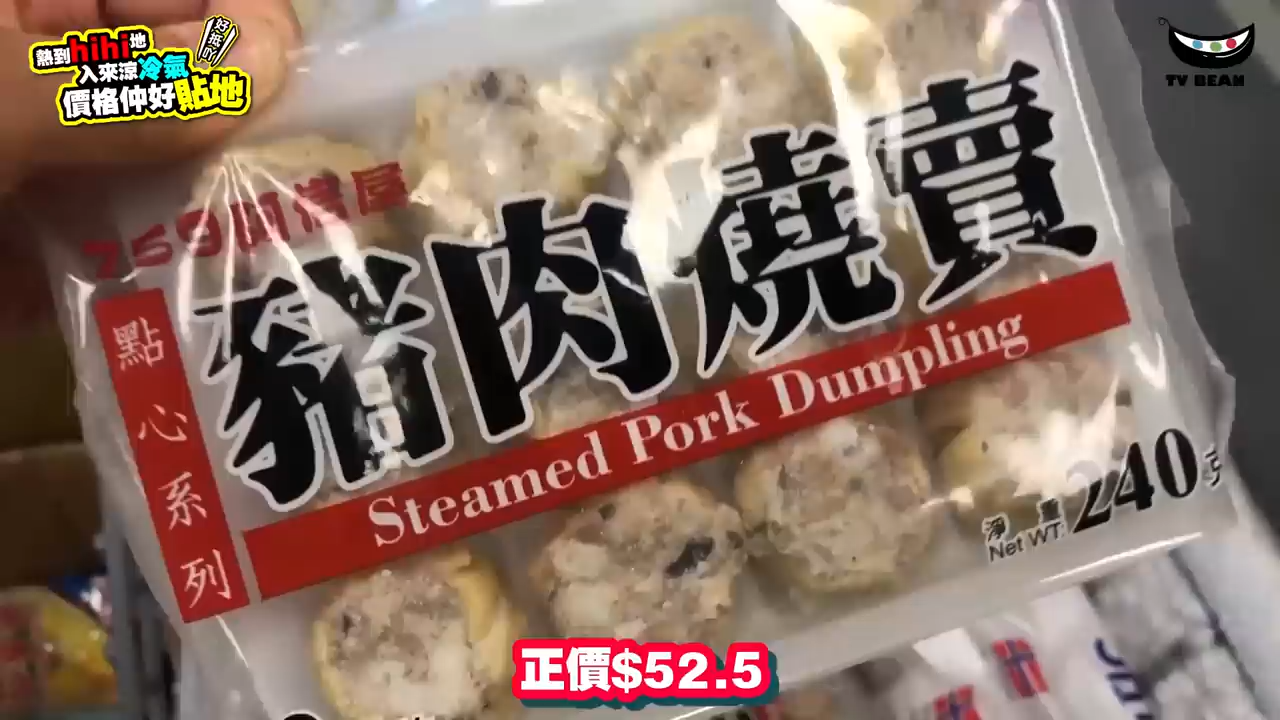 熱到hihi地
入來涼冷氣
價格仲好貼地
好抵吖
TV BEAN
759阿信屋
豬肉燒賣
點心系列
Steamed Pork Dumpling
淨重
Net WT. 240
正價$52.5